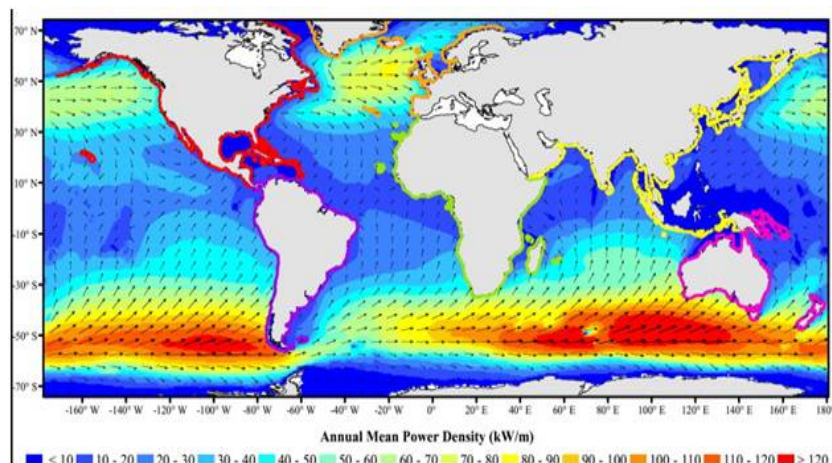 70° N
50° N
30° N
10° N
-10° S
-30° S
-50° S
-70° S
-160° W -140° W -120° W -100° W -80° W -60° W -40° W -20° W 0° 20° E 40° E 60° E 80° E 100° E 120° E 140° E 160° E 180
Annual Mean Power Density (kW/m)
< 10 10 - 20 20 - 30 30 - 40 40 - 50 50 - 60 60 - 70 70 - 80 80 - 90 90 - 100 100 - 110 110 - 120 > 120